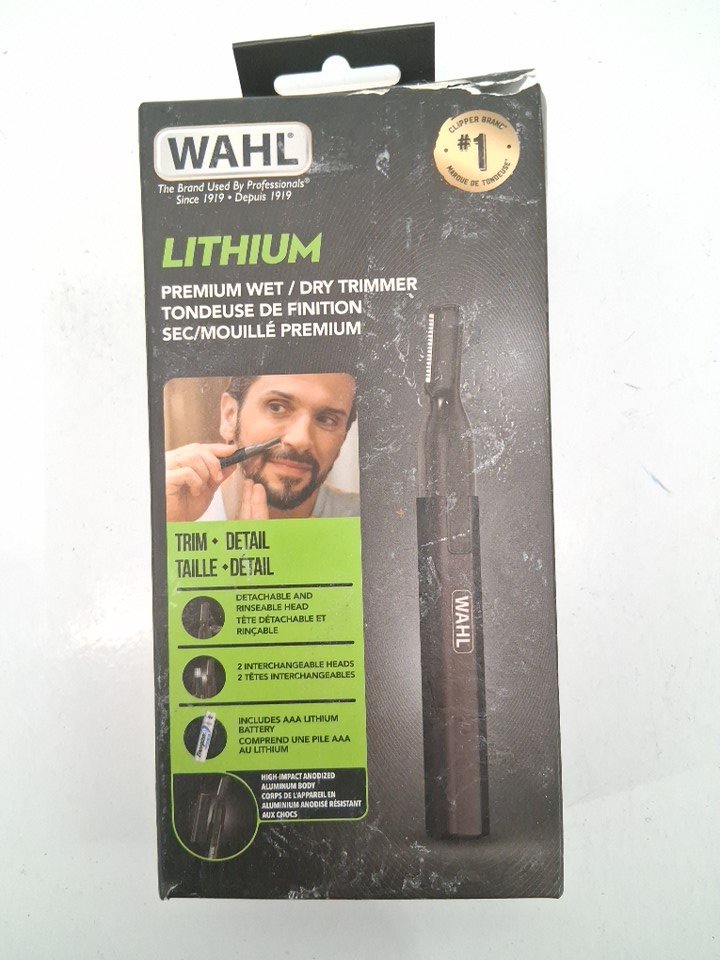 WAHL®
The Brand Used By Professionals®
Since 1919 • Depuis 1919
CLIPPER BRAND*
#1
MARQUE DE TONDEUSE*
LITHIUM
PREMIUM WET / DRY TRIMMER
TONDEUSE DE FINITION
SEC/MOUILLÉ PREMIUM
TRIM • DETAIL
TAILLE • DÉTAIL
DETACHABLE AND
RINSEABLE HEAD
TÊTE DÉTACHABLE ET
RINÇABLE
2 INTERCHANGEABLE HEADS
2 TÊTES INTERCHANGEABLES
INCLUDES AAA LITHIUM
BATTERY
COMPREND UNE PILE AAA
AU LITHIUM
HIGH-IMPACT ANODIZED
ALUMINUM BODY
CORPS DE L'APPAREIL EN
ALUMINIUM ANODISÉ RÉSISTANT
AUX CHOCS
WAHL